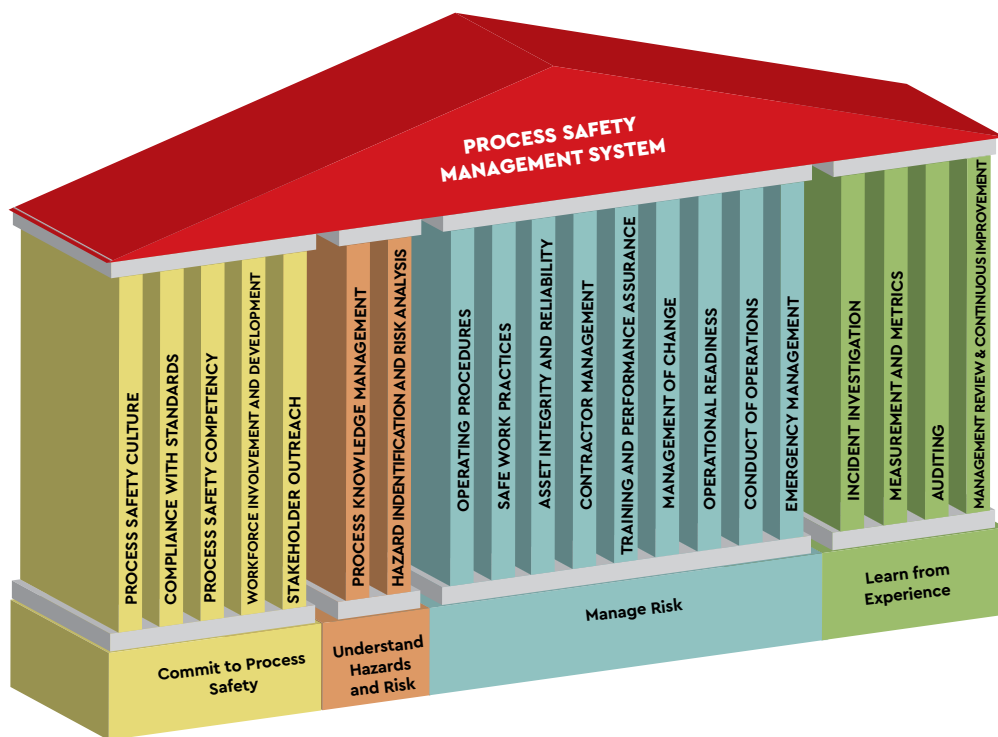 PROCESS SAFETY
MANAGEMENT SYSTEM
PROCESS SAFETY CULTURE
COMPLIANCE WITH STANDARDS
PROCESS SAFETY COMPETENCY
WORKFORCE INVOLVEMENT AND DEVELOPMENT
STAKEHOLDER OUTREACH
PROCESS KNOWLEDGE MANAGEMENT
HAZARD INDENTIFICATION AND RISK ANALYSIS
OPERATING PROCEDURES
SAFE WORK PRACTICES
ASSET INTEGRITY AND RELIABILITY
CONTRACTOR MANAGEMENT
TRAINING AND PERFORMANCE ASSURANCE
MANAGEMENT OF CHANGE
OPERATIONAL READINESS
CONDUCT OF OPERATIONS
EMERGENCY MANAGEMENT
INCIDENT INVESTIGATION
MEASUREMENT AND METRICS
AUDITING
MANAGEMENT REVIEW & CONTINUOUS IMPROVEMENT
Commit to Process
Safety
Understand
Hazards
and Risk
Manage Risk
Learn from
Experience